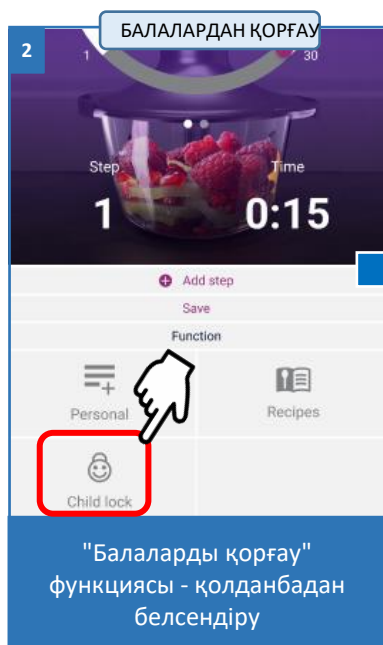 БАЛАЛАРДАН ҚОРҒАУ
2
1 30
Step Time
1 0:15
Add step
Save
Function
Personal Recipes
Child lock
"Балаларды қорғау"
функциясы - қолданбадан
белсендіру